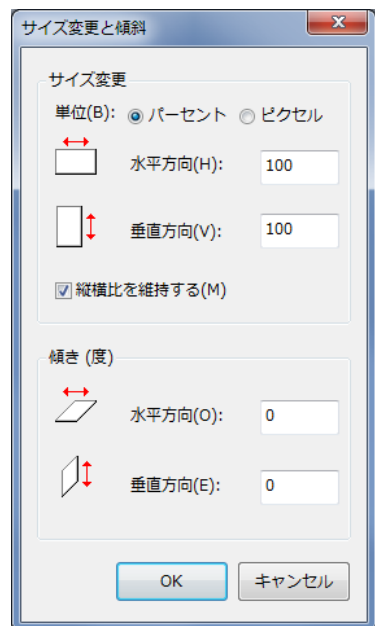 サイズ変更と傾斜
サイズ変更
単位(B): パーセント ピクセル
水平方向(H): 100
垂直方向(V): 100
縦横比を維持する(M)
傾き (度)
水平方向(O): 0
垂直方向(E): 0
OK キャンセル